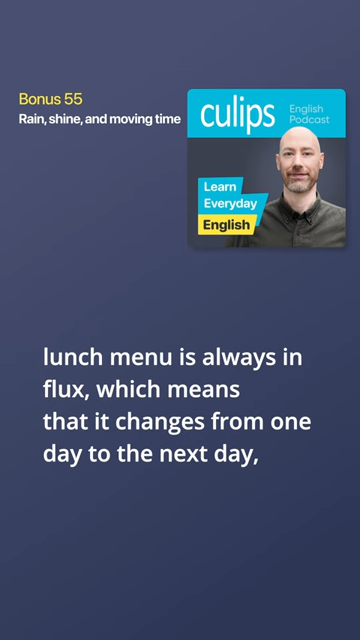 Bonus 55
Rain, shine, and moving time
culips
English
Podcast
Learn
Everyday
English
lunch menu is always in
flux, which means
that it changes from one
day to the next day,